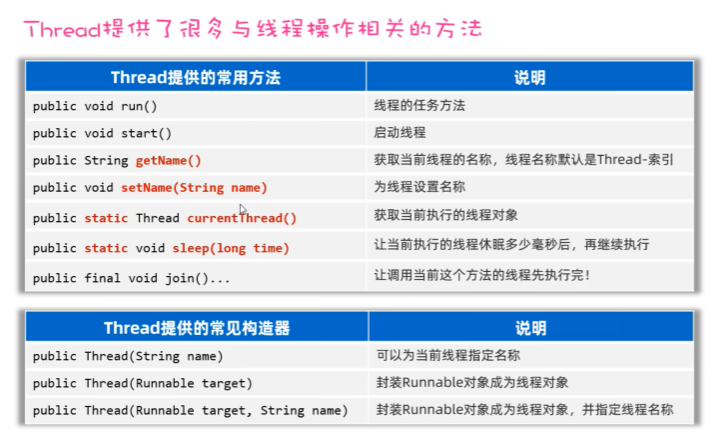 Thread提供了很多与线程操作相关的方法
Thread提供的常用方法 说明
public void run() 线程的任务方法
public void start() 启动线程
public String getName() 获取当前线程的名称，线程名称默认是Thread-索引
public void setName(String name) 为线程设置名称
public static Thread currentThread() 获取当前执行的线程对象
public static void sleep(long time) 让当前执行的线程休眠多少毫秒后，再继续执行
public final void join()... 让调用当前这个方法的线程先执行完！
Thread提供的常见构造器 说明
public Thread(String name) 可以为当前线程指定名称
public Thread(Runnable target) 封装Runnable对象成为线程对象
public Thread(Runnable target, String name) 封装Runnable对象成为线程对象，并指定线程名称